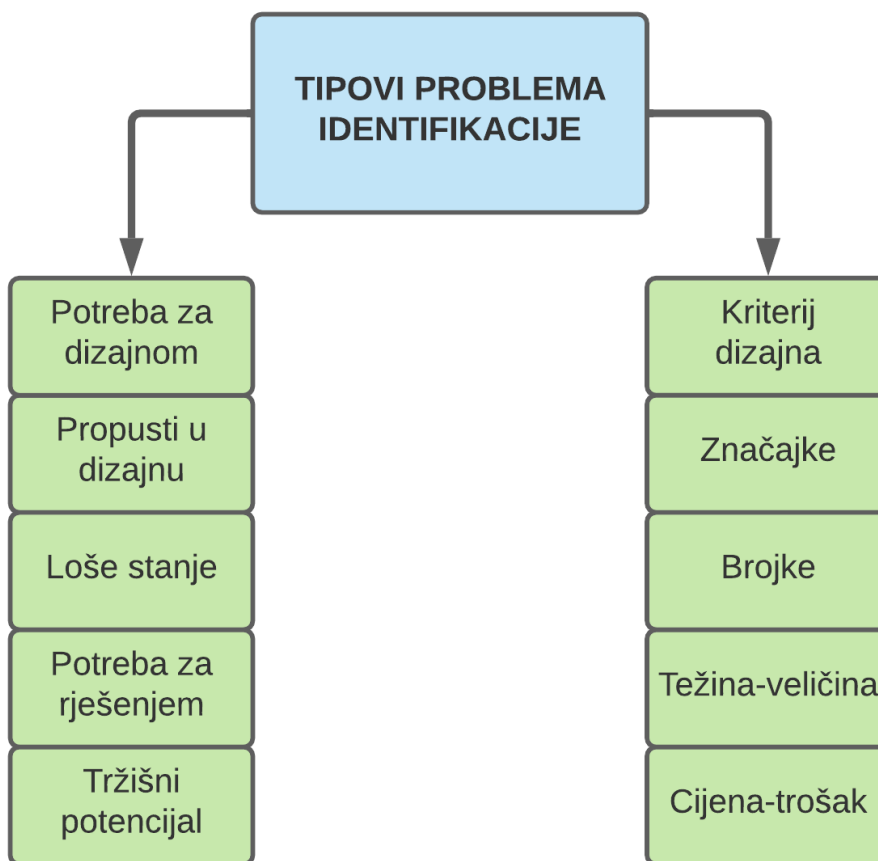 TIPOVI PROBLEMA
IDENTIFIKACIJE
Potreba za
dizajnom
Propusti u
dizajnu
Loše stanje
Potreba za
rješenjem
Tržišni
potencijal
Kriterij
dizajna
Značajke
Brojke
Težina-veličina
Cijena-trošak